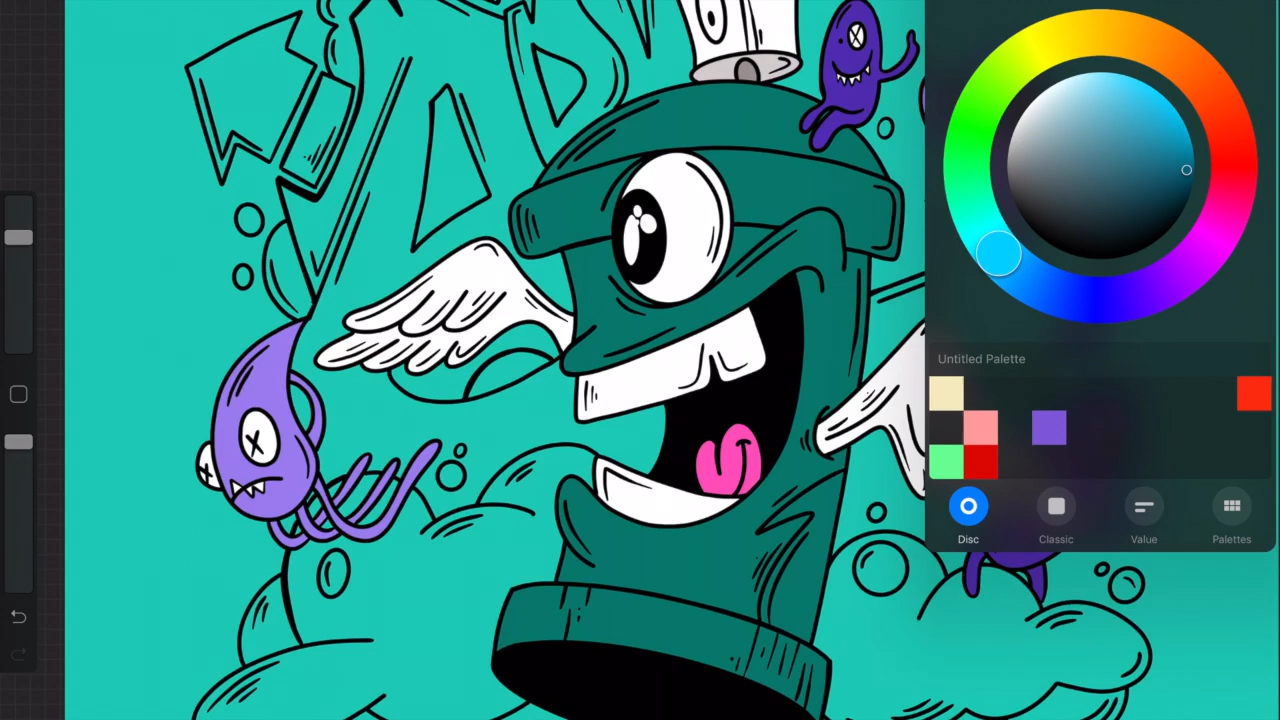 Untitled Palette
Disc
Classic
Value
Palettes